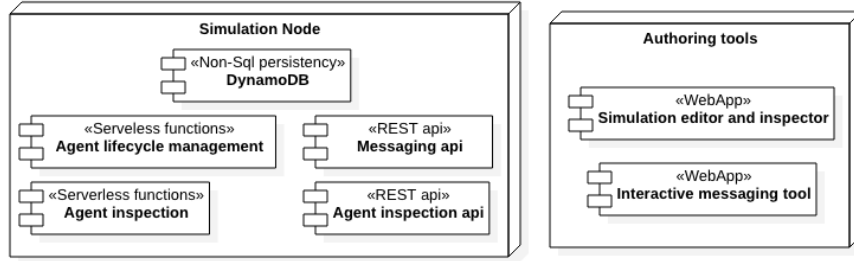 Simulation Node
«Non-Sql persistency»
DynamoDB
«Serveless functions»
Agent lifecycle management
«REST api»
Messaging api
«Serverless functions»
Agent inspection
«REST api»
Agent inspection api
Authoring tools
«WebApp»
Simulation editor and inspector
«WebApp»
Interactive messaging tool